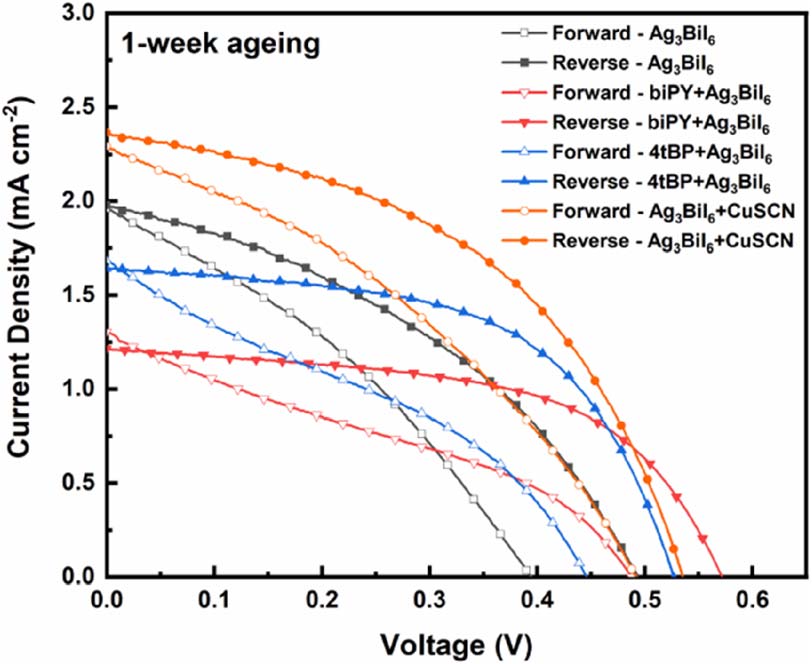 1-week ageing
Forward - Ag₃BiI₆
Reverse - Ag₃BiI₆
Forward - biPY+Ag₃BiI₆
Reverse - biPY+Ag₃BiI₆
Forward - 4tBP+Ag₃BiI₆
Reverse - 4tBP+Ag₃BiI₆
Forward - Ag₃BiI₆+CuSCN
Reverse - Ag₃BiI₆+CuSCN
Current Density (mA cm⁻²)
3.0
2.5
2.0
1.5
1.0
0.5
0.0
0.0 0.1 0.2 0.3 0.4 0.5 0.6
Voltage (V)